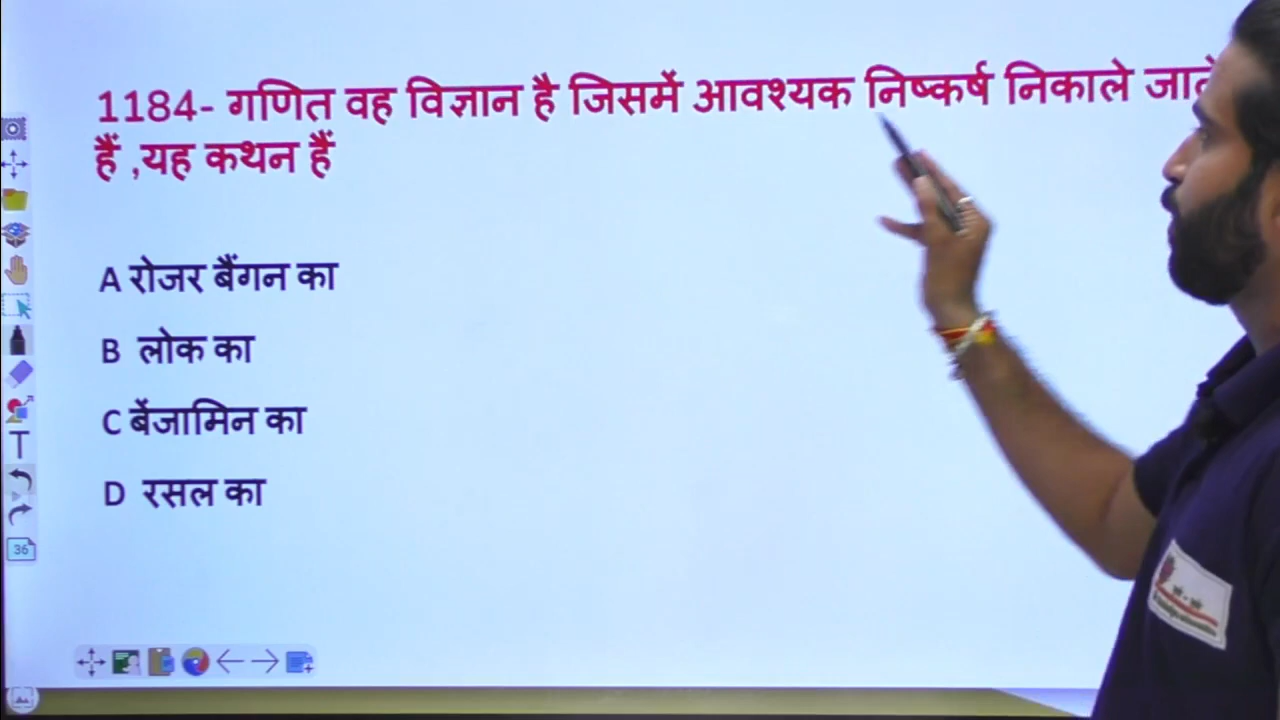 1184- गणित वह विज्ञान है जिसमें आवश्यक निष्कर्ष निकाले जाते
हैं ,यह कथन हैं
A रोजर बैंगन का
B लोक का
C बेंजामिन का
D रसल का
T
36